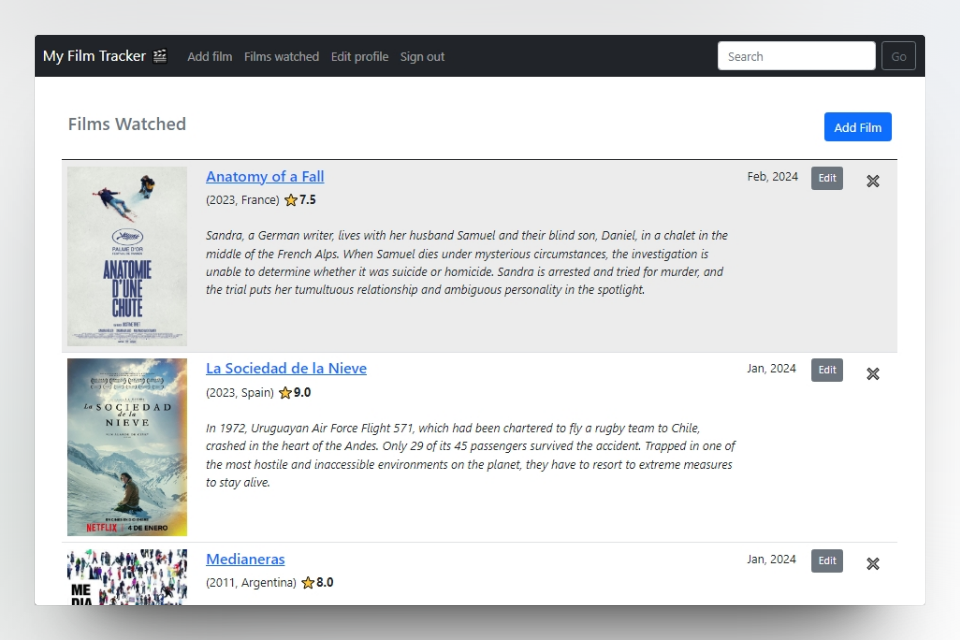 My Film Tracker 🎬 Add film Films watched Edit profile Sign out Search Go
Films Watched
Add Film
PALME D'OR
ANATOMIE
D'UNE
CHUTE
Anatomy of a Fall
Feb, 2024
Edit
(2023, France) ⭐7.5
Sandra, a German writer, lives with her husband Samuel and their blind son, Daniel, in a chalet in the
middle of the French Alps. When Samuel dies under mysterious circumstances, the investigation is
unable to determine whether it was suicide or homicide. Sandra is arrested and tried for murder, and
the trial puts her tumultuous relationship and ambiguous personality in the spotlight.
La SOCIEDAD
de la
NIEVE
NETFLIX 4 DE ENERO
La Sociedad de la Nieve
Jan, 2024
Edit
(2023, Spain) ⭐9.0
In 1972, Uruguayan Air Force Flight 571, which had been chartered to fly a rugby team to Chile,
crashed in the heart of the Andes. Only 29 of its 45 passengers survived the accident. Trapped in one of
the most hostile and inaccessible environments on the planet, they have to resort to extreme measures
to stay alive.
ME
DIA
Medianeras
Jan, 2024
Edit
(2011, Argentina) ⭐8.0